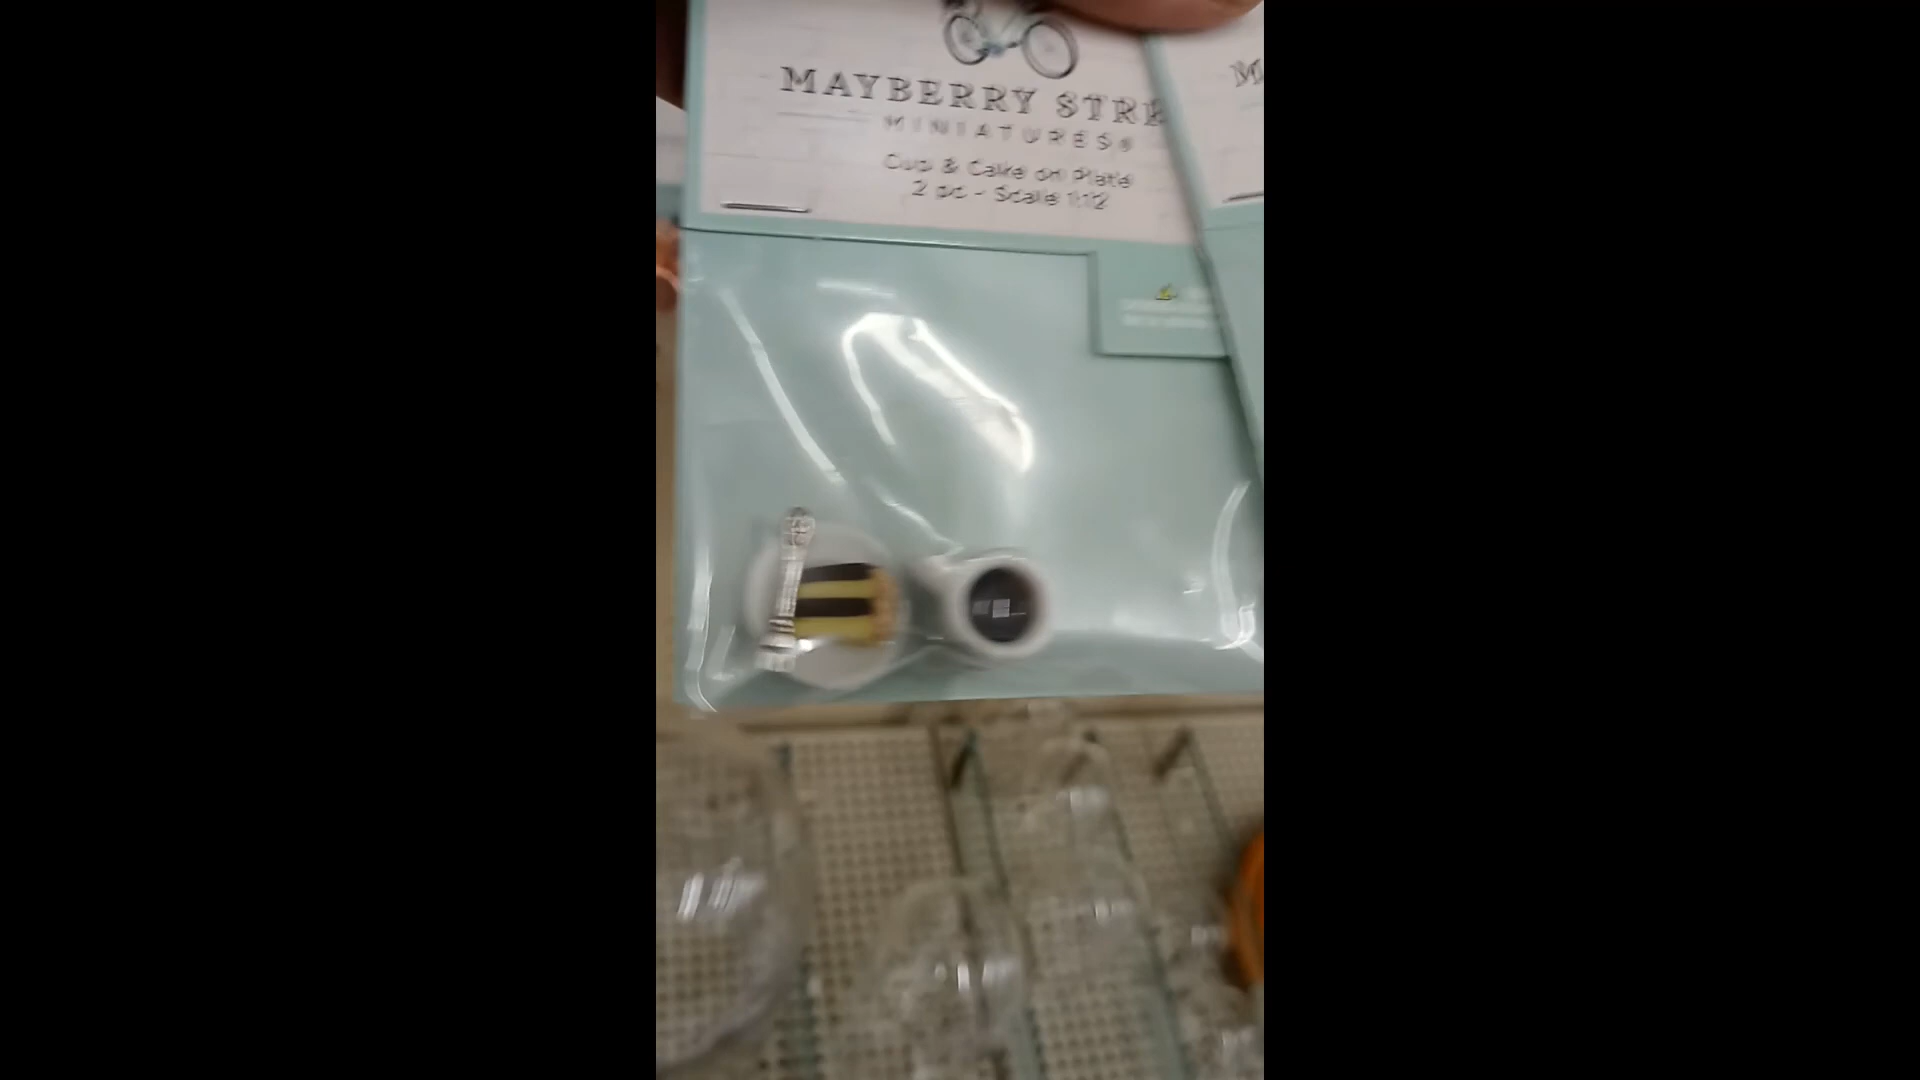 MAYBERRY STRE
M
MINIATURES®
Cup & Cake on Plate
2 pc - Scale 1:12